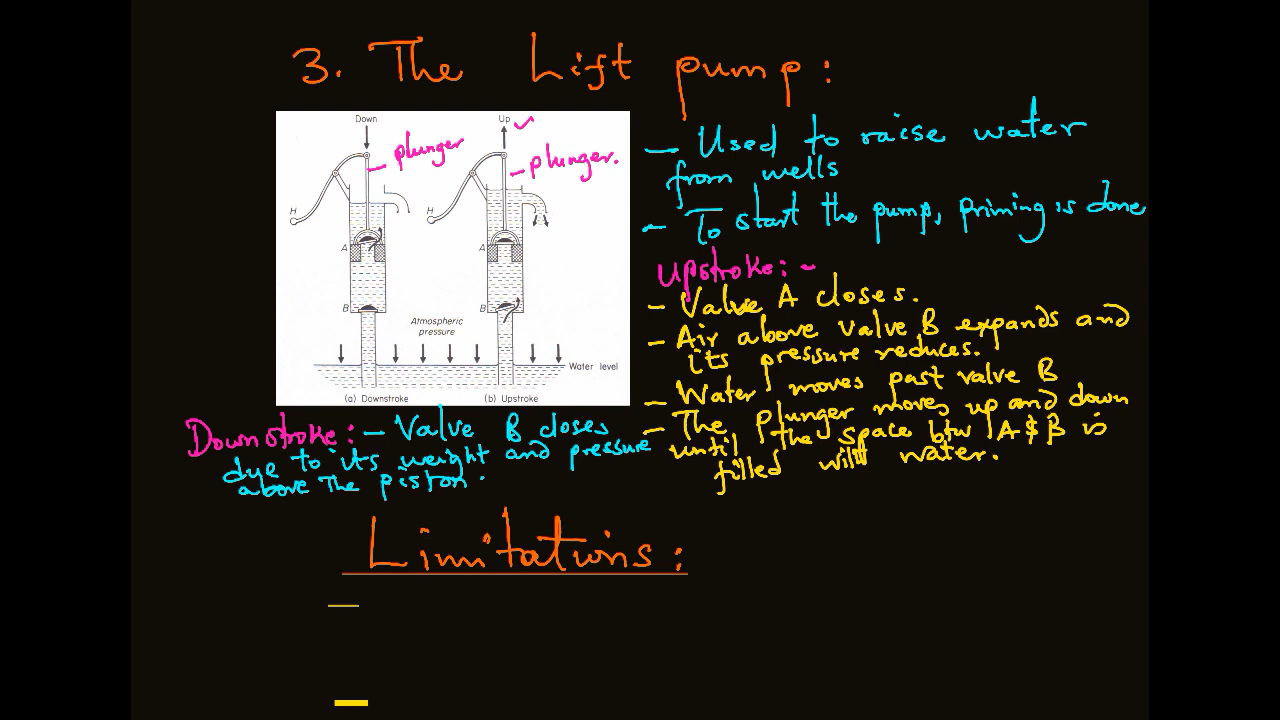 3. The Lift pump:
Down
plunger
H
A
B
(a) Downstroke
Up ✓
plunger.
H
A
B
(b) Upstroke
Atmospheric
pressure
Water level
— Used to raise water
from wells
— To start the pump, priming is done
Upstroke:-
— Valve A closes.
— Air above valve B expands and
its pressure reduces.
— Water moves past valve B
— The plunger moves up and down
until the space btw A & B is
filled with water.
Downstroke: — Valve B closes
due to its weight and pressure
above the piston.
Limitations:
—